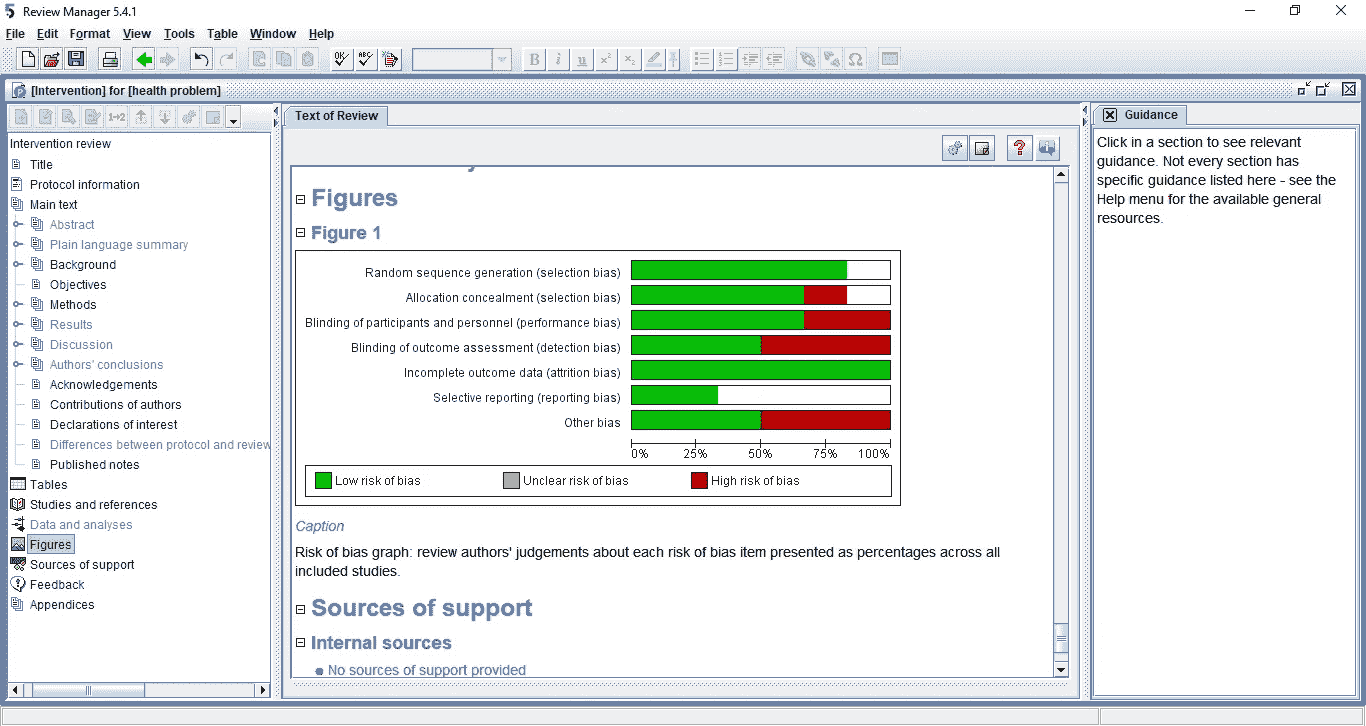 Review Manager 5.4.1
File Edit Format View Tools Table Window Help
OK ABC
B i u x² x₂ Ω
[Intervention] for [health problem]
1→2
Intervention review
Title
Protocol information
Main text
Abstract
Plain language summary
Background
Objectives
Methods
Results
Discussion
Authors' conclusions
Acknowledgements
Contributions of authors
Declarations of interest
Differences between protocol and review
Published notes
Tables
Studies and references
Data and analyses
Figures
Sources of support
Feedback
Appendices
Text of Review
?
Figures
Figure 1
Random sequence generation (selection bias)
Allocation concealment (selection bias)
Blinding of participants and personnel (performance bias)
Blinding of outcome assessment (detection bias)
Incomplete outcome data (attrition bias)
Selective reporting (reporting bias)
Other bias
0% 25% 50% 75% 100%
Low risk of bias Unclear risk of bias High risk of bias
Caption
Risk of bias graph: review authors' judgements about each risk of bias item presented as percentages across all
included studies.
Sources of support
Internal sources
No sources of support provided
Guidance
Click in a section to see relevant
guidance. Not every section has
specific guidance listed here - see the
Help menu for the available general
resources.